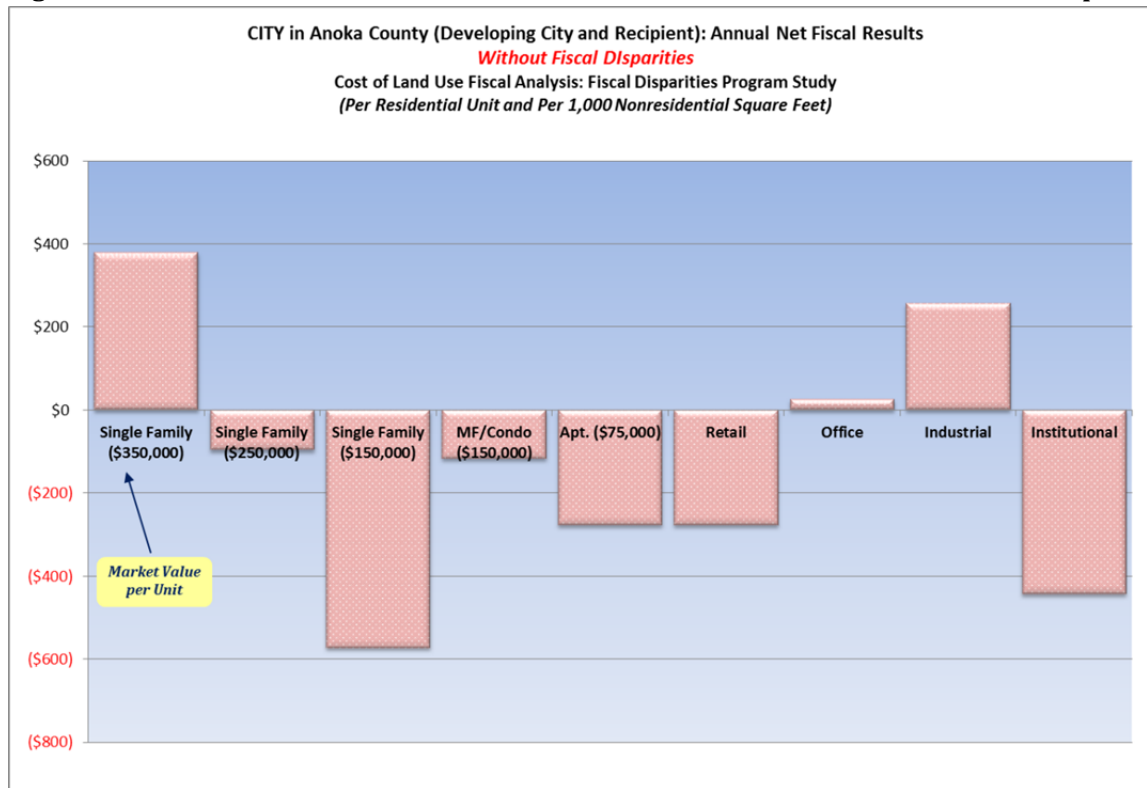 CITY in Anoka County (Developing City and Recipient): Annual Net Fiscal Results
Without Fiscal DIsparities
Cost of Land Use Fiscal Analysis: Fiscal Disparities Program Study
(Per Residential Unit and Per 1,000 Nonresidential Square Feet)
$600
$400
$200
$0
($200)
($400)
($600)
($800)
Single Family
($350,000)
Single Family
($250,000)
Single Family
($150,000)
MF/Condo
($150,000)
Apt. ($75,000)
Retail
Office
Industrial
Institutional
Market Value
per Unit